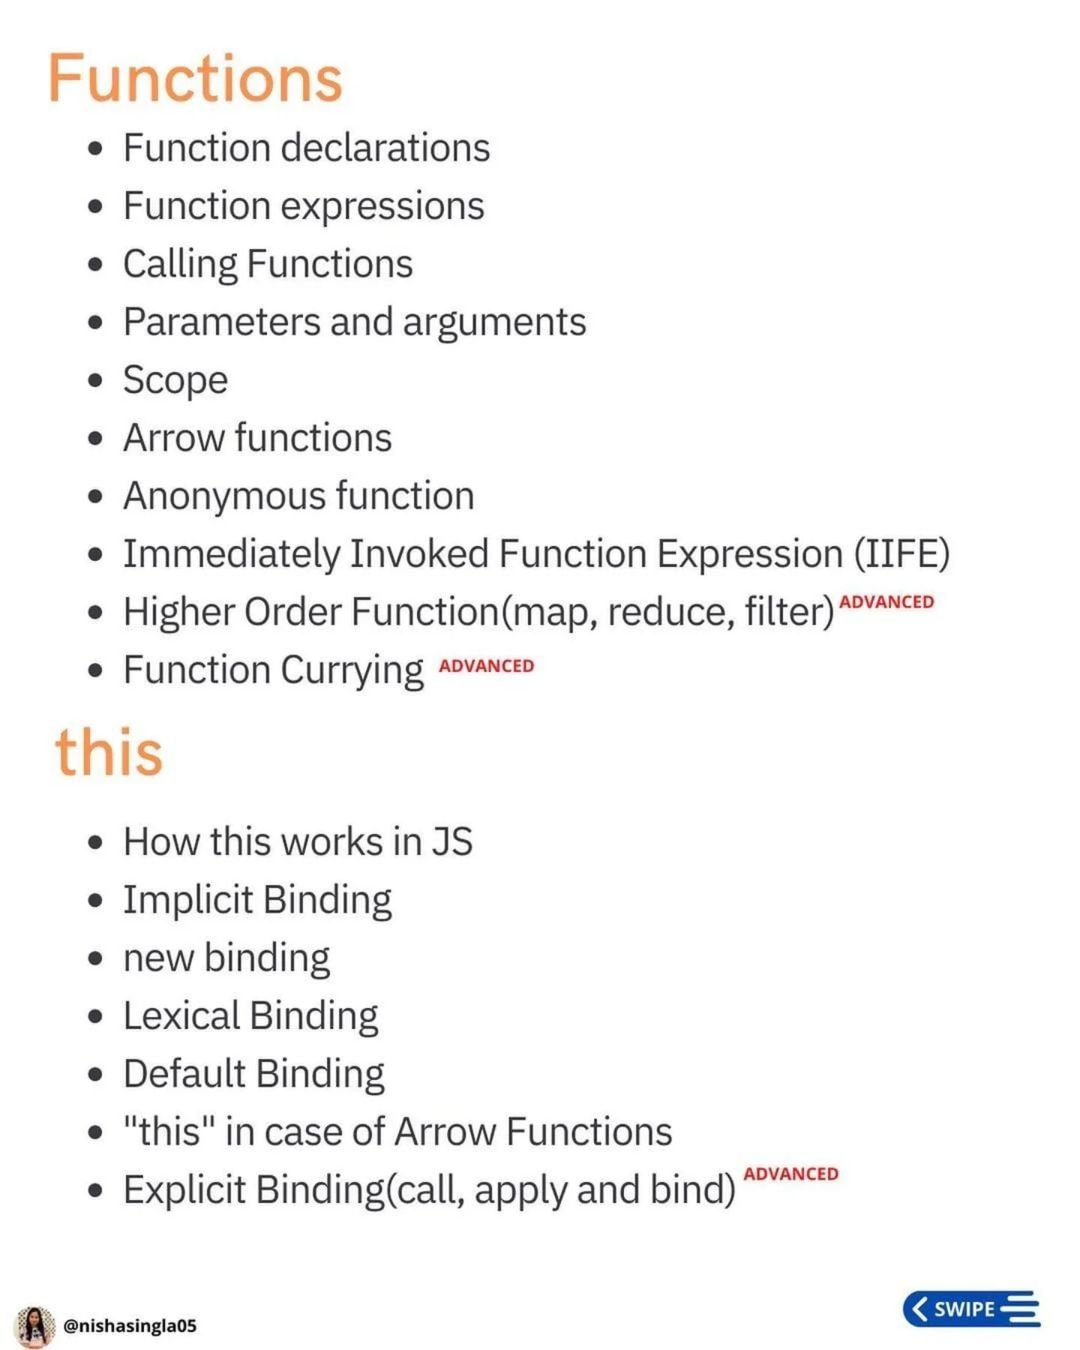 Functions
Function declarations
Function expressions
Calling Functions
Parameters and arguments
Scope
Arrow functions
Anonymous function
Immediately Invoked Function Expression (IIFE)
Higher Order Function(map, reduce, filter) ADVANCED
Function Currying ADVANCED
this
How this works in JS
Implicit Binding
new binding
Lexical Binding
Default Binding
"this" in case of Arrow Functions
Explicit Binding(call, apply and bind) ADVANCED
@nishasingla05
SWIPE